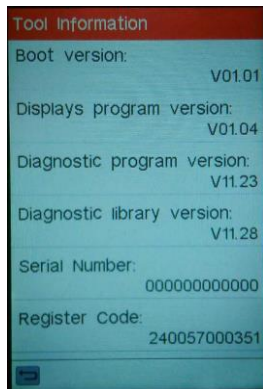 Tool Information
Boot version:
V01.01
Displays program version:
V01.04
Diagnostic program version:
V11.23
Diagnostic library version:
V11.28
Serial Number:
000000000000
Register Code:
240057000351